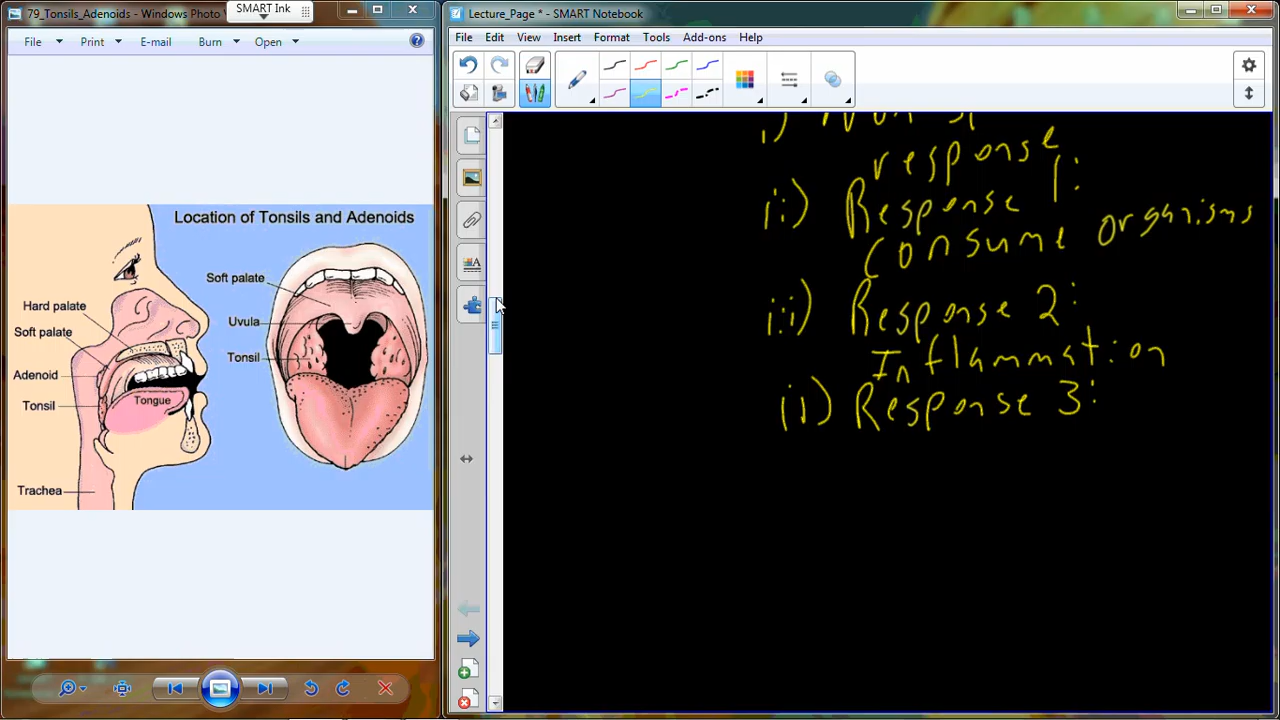 79_Tonsils_Adenoids - Windows Photo
SMART Ink
File Print E-mail Burn Open
Location of Tonsils and Adenoids
Soft palate
Hard palate
Uvula
Soft palate
Tonsil
Adenoid
Tongue
Tonsil
Trachea
Lecture_Page * - SMART Notebook
File Edit View Insert Format Tools Add-ons Help
response
ii) Response 1:
Consume organisms
iii) Response 2:
Inflammation
ii) Response 3: